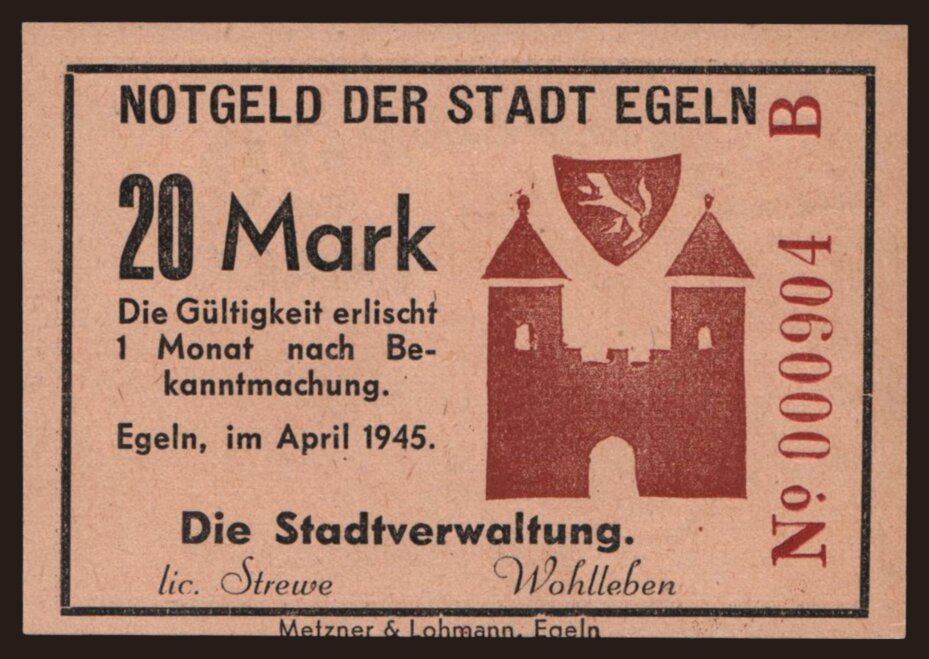 NOTGELD DER STADT EGELN
20 Mark
Die Gültigkeit erlischt
1 Monat nach Be-
kanntmachung.
Egeln, im April 1945.
Die Stadtverwaltung.
lic. Strewe Wohlleben
Metzner & Lohmann, Egeln
№ 000904 B